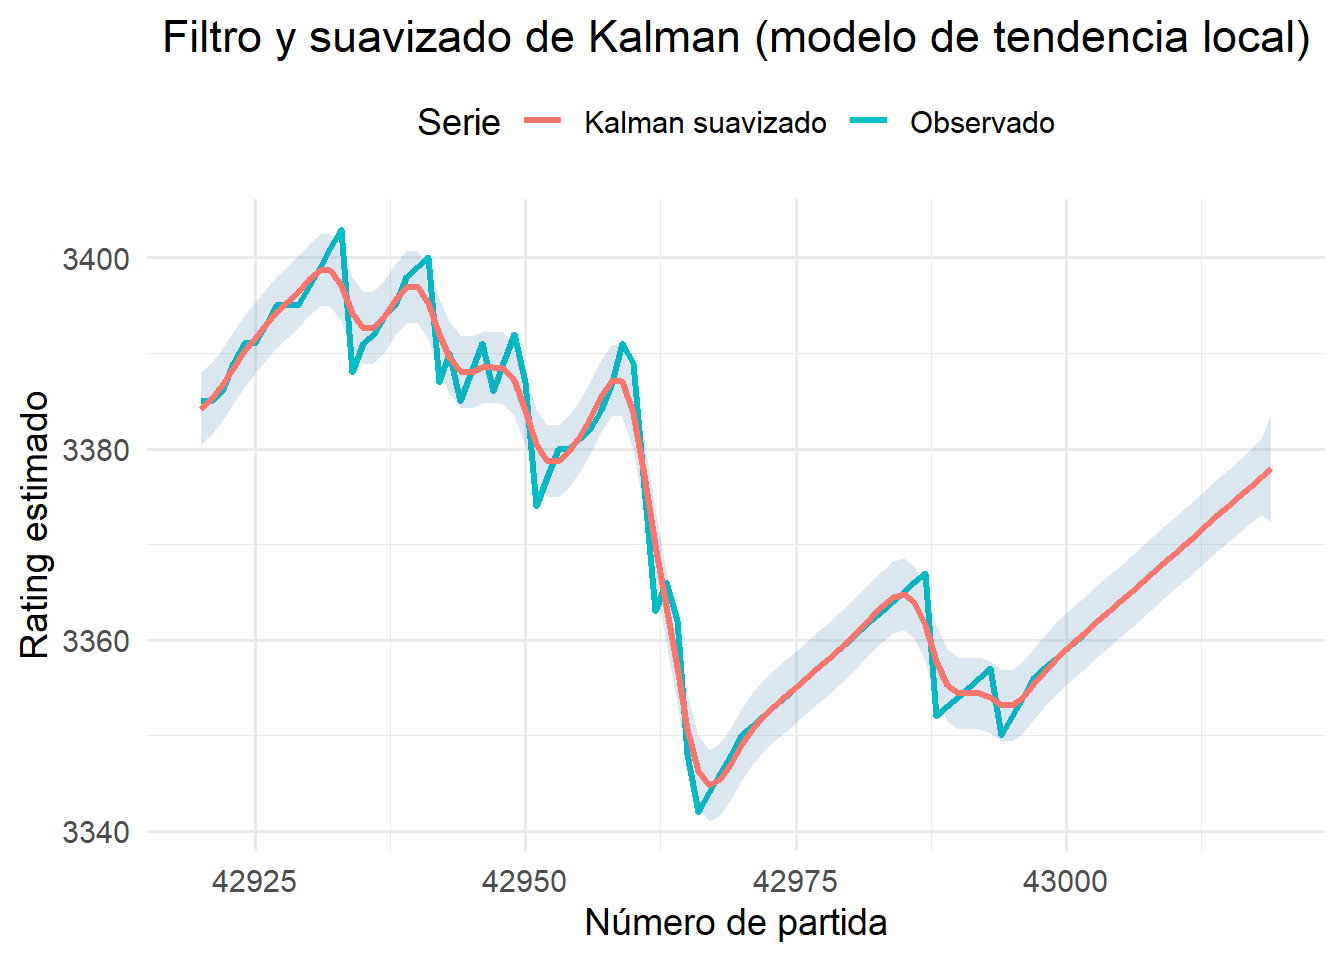 Filtro y suavizado de Kalman (modelo de tendencia local)
Serie Kalman suavizado Observado
Rating estimado
3400
3380
3360
3340
42925 42950 42975 43000
Número de partida